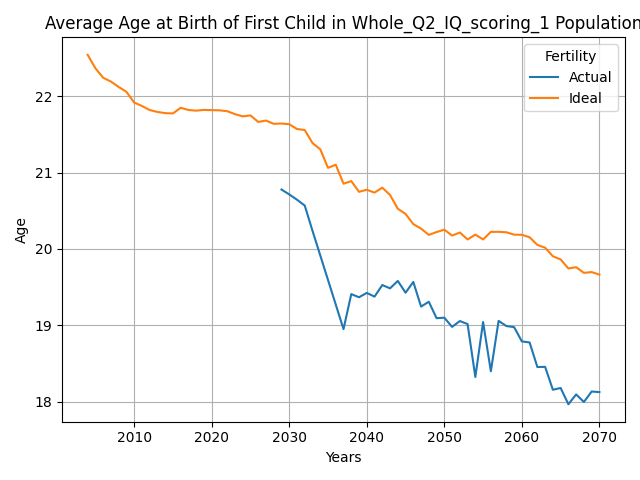 Average Age at Birth of First Child in Whole_Q2_IQ_scoring_1 Population
Fertility
Actual
Ideal
22
21
20
19
18
Age
2010 2020 2030 2040 2050 2060 2070
Years